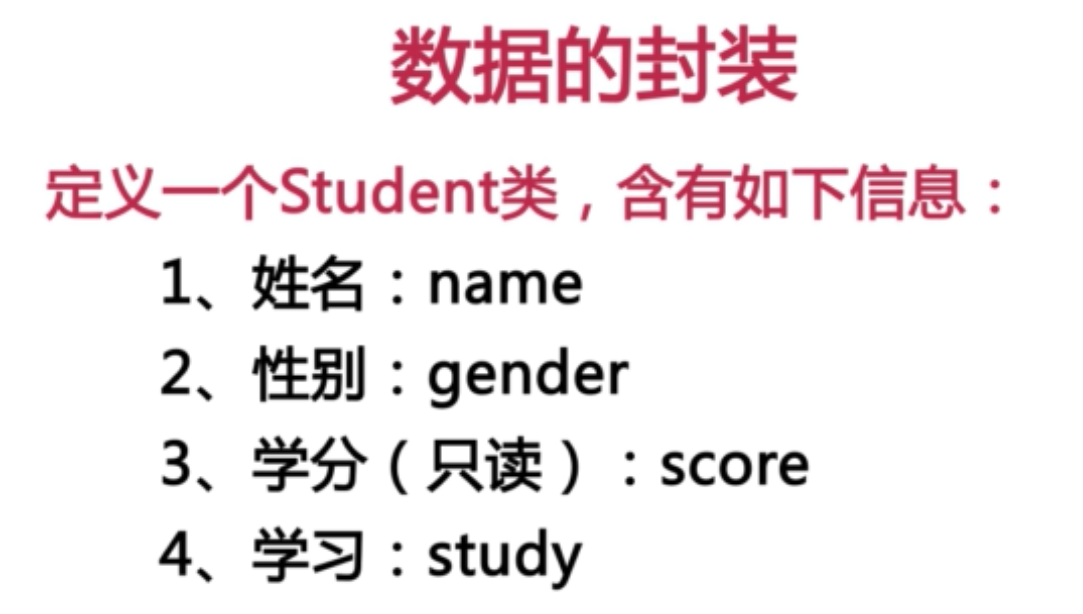 数据的封装
定义一个Student类，含有如下信息：
1、姓名：name
2、性别：gender
3、学分（只读）：score
4、学习：study